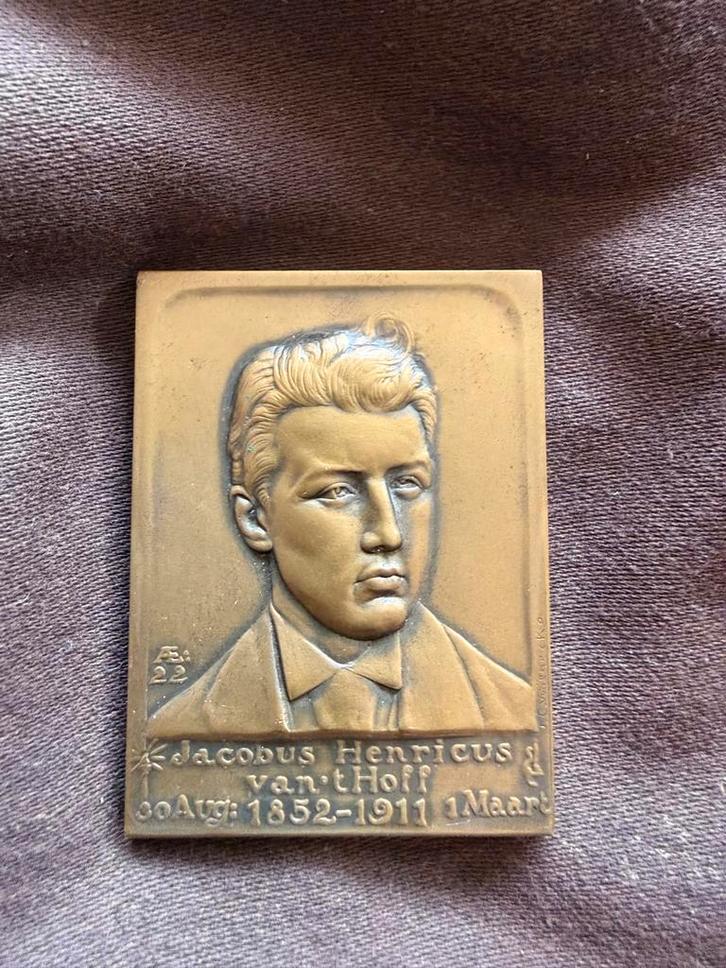 Æ:
22
Jacobus Henricus
van 't Hoff
30 Aug: 1852-1911 1 Maart